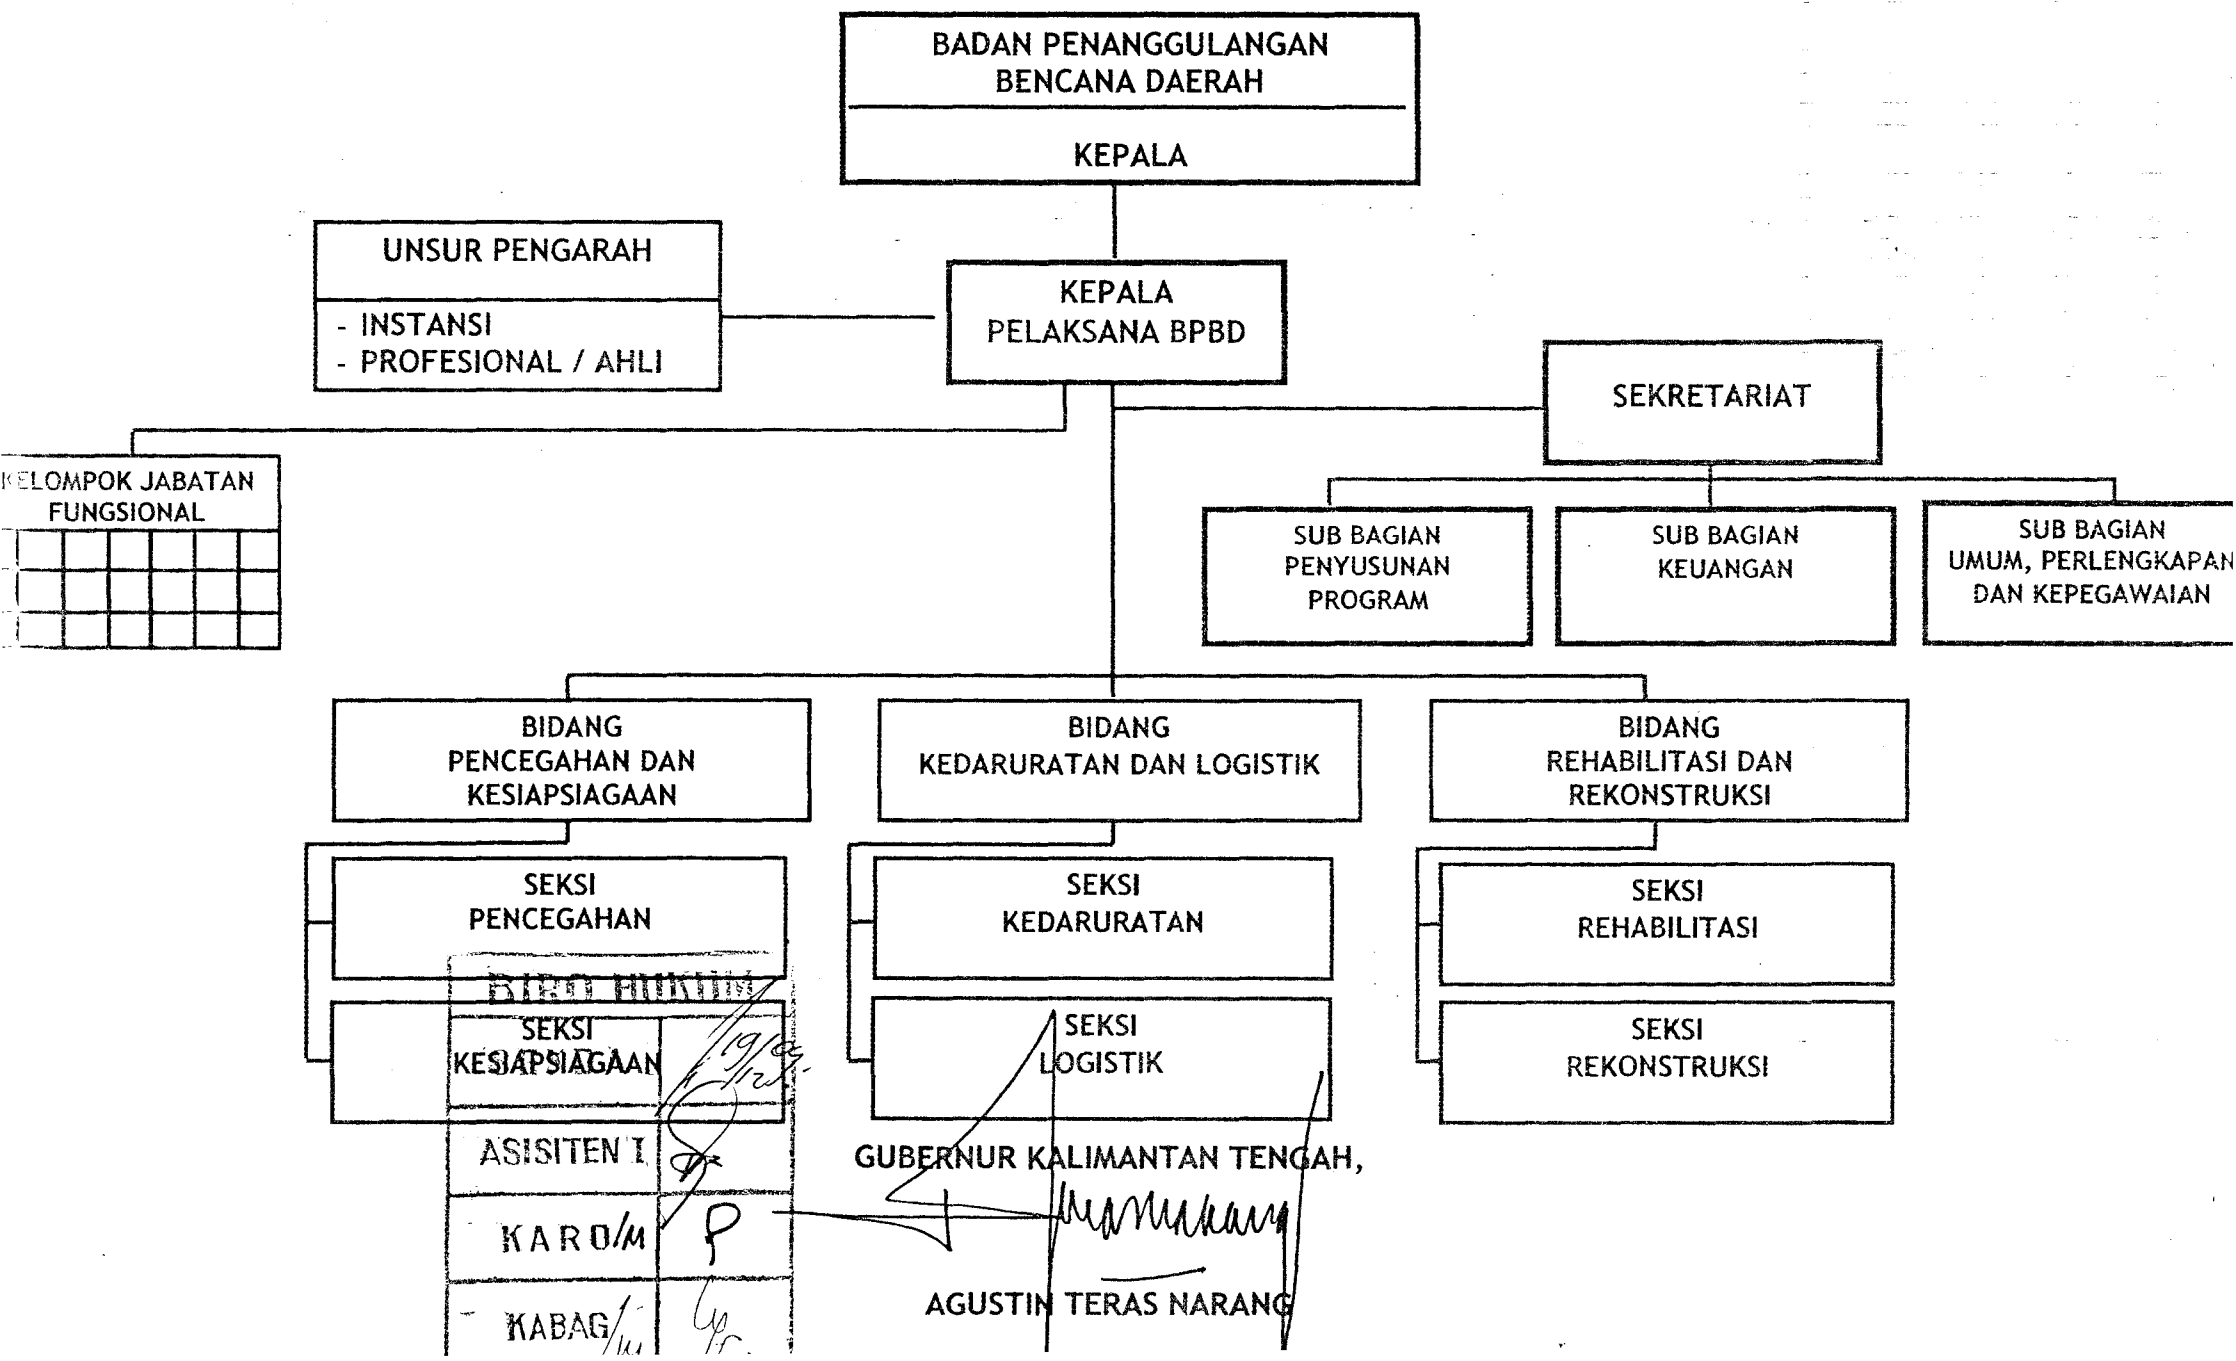 BADAN PENANGGULANGAN
BENCANA DAERAH
KEPALA
UNSUR PENGARAH
- INSTANSI
- PROFESIONAL / AHLI
KEPALA
PELAKSANA BPBD
SEKRETARIAT
KELOMPOK JABATAN
FUNGSIONAL
SUB BAGIAN
PENYUSUNAN
PROGRAM
SUB BAGIAN
KEUANGAN
SUB BAGIAN
UMUM, PERLENGKAPAN
DAN KEPEGAWAIAN
BIDANG
PENCEGAHAN DAN
KESIAPSIAGAAN
BIDANG
KEDARURATAN DAN LOGISTIK
BIDANG
REHABILITASI DAN
REKONSTRUKSI
SEKSI
PENCEGAHAN
SEKSI
KEDARURATAN
SEKSI
REHABILITASI
BIRO HUKUM
SEKSI
KESIAPSIAGAAN
SEKSI
LOGISTIK
SEKSI
REKONSTRUKSI
ASISITEN I
KARO
P
KABAG
GUBERNUR KALIMANTAN TENGAH,
AGUSTIN TERAS NARANG